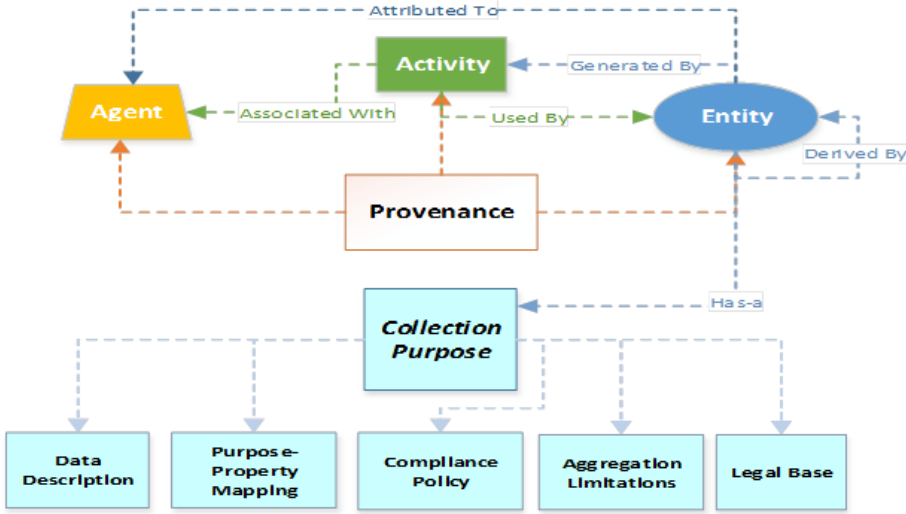 Attributed To
Activity
Generated By
Agent
Associated With
Used By
Entity
Derived By
Provenance
Has-a
Collection
Purpose
Data
Description
Purpose-
Property
Mapping
Compliance
Policy
Aggregation
Limitations
Legal Base